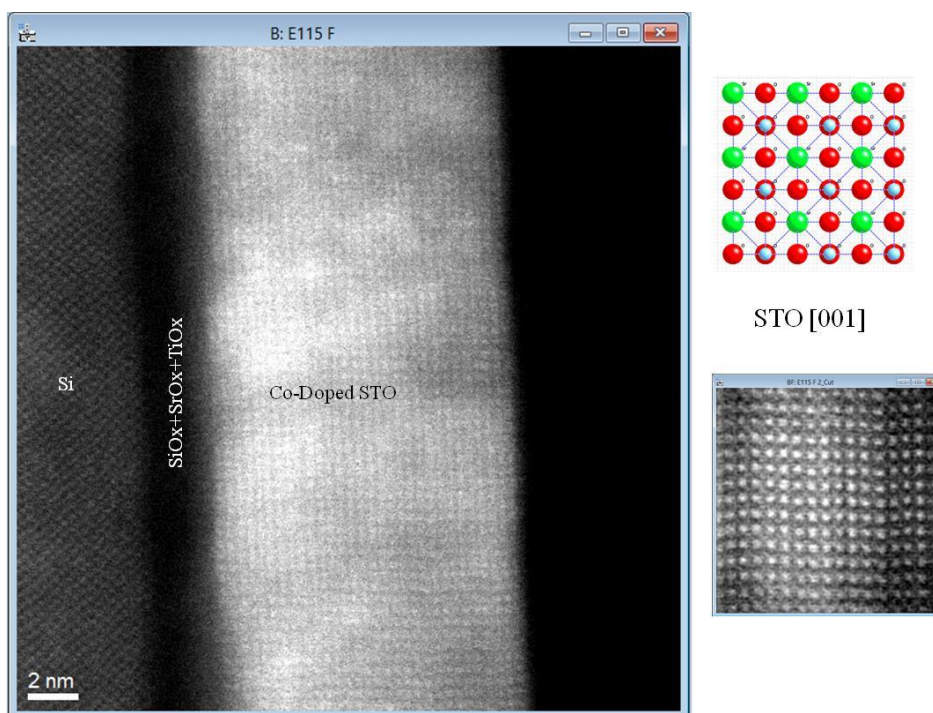 B: E115 F
Si
SiOx+SrOx+TiOx
Co-Doped STO
2 nm
STO [001]
BF: E115 F 2_Cut